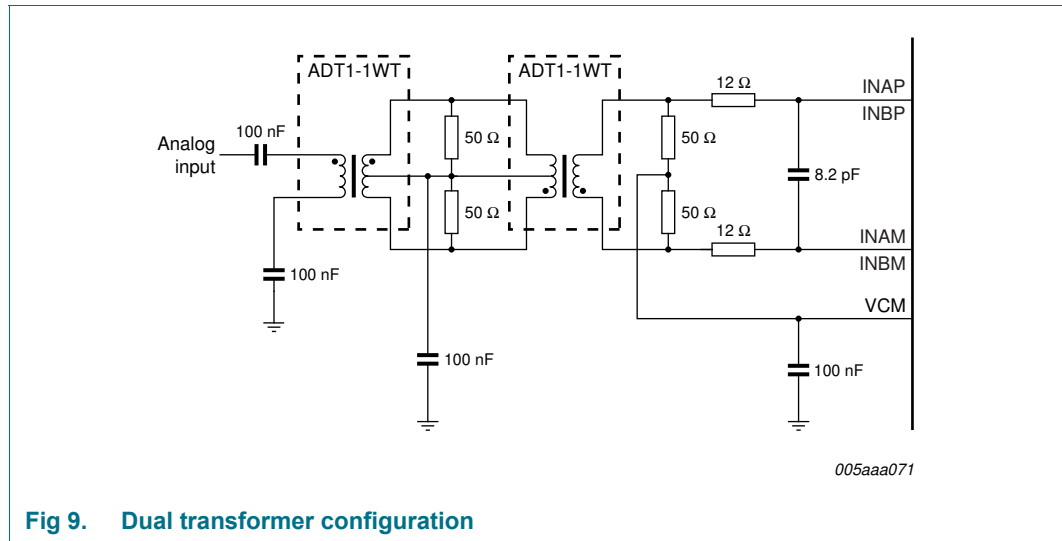 ADT1-1WT
ADT1-1WT
100 nF
Analog
input
50 Ω
50 Ω
100 nF
100 nF
50 Ω
50 Ω
12 Ω
12 Ω
8.2 pF
INAP
INBP
INAM
INBM
VCM
100 nF
005aaa071
Fig 9. Dual transformer configuration